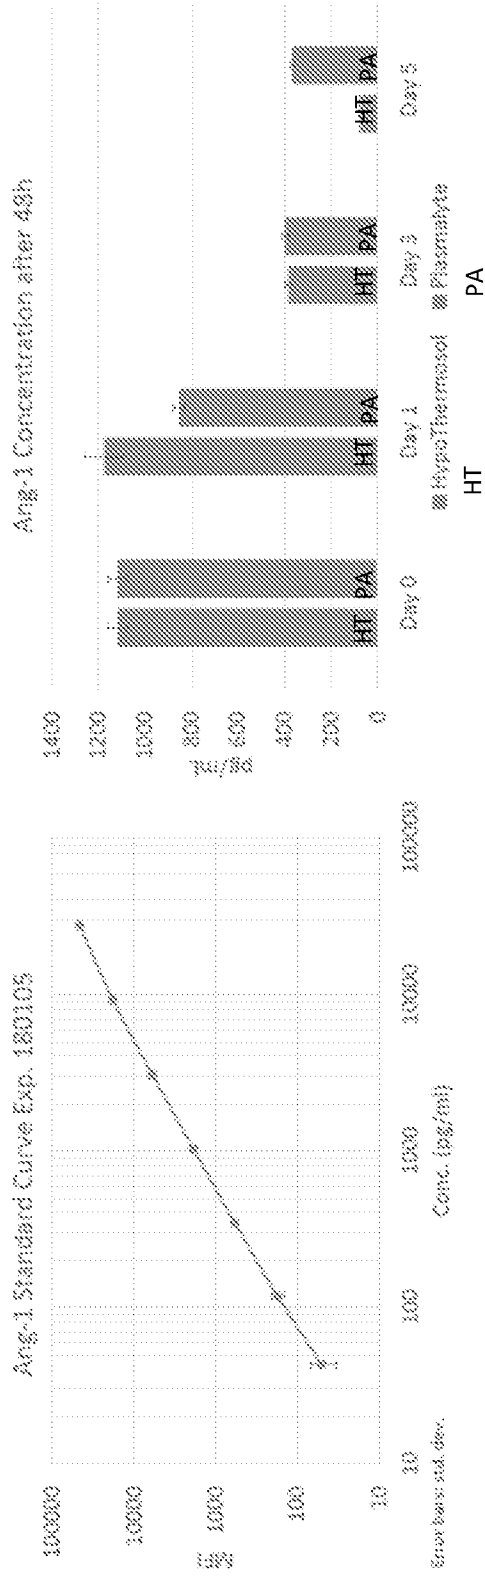 Ang-1 Standard Curve Exp. 180105
100000
10000
1000
100
10
10
100
1000
10000
100000
Conc. (pg/ml)
Error bars: std. dev.
Ang-1 Concentration after 48h
1400
1200
1000
800
600
400
200
0
pg/mL
HT PA
HT PA
HT PA
HT PA
Day 0
Day 1
Day 3
Day 5
HypoThermosol
Plasmalyte
HT
PA